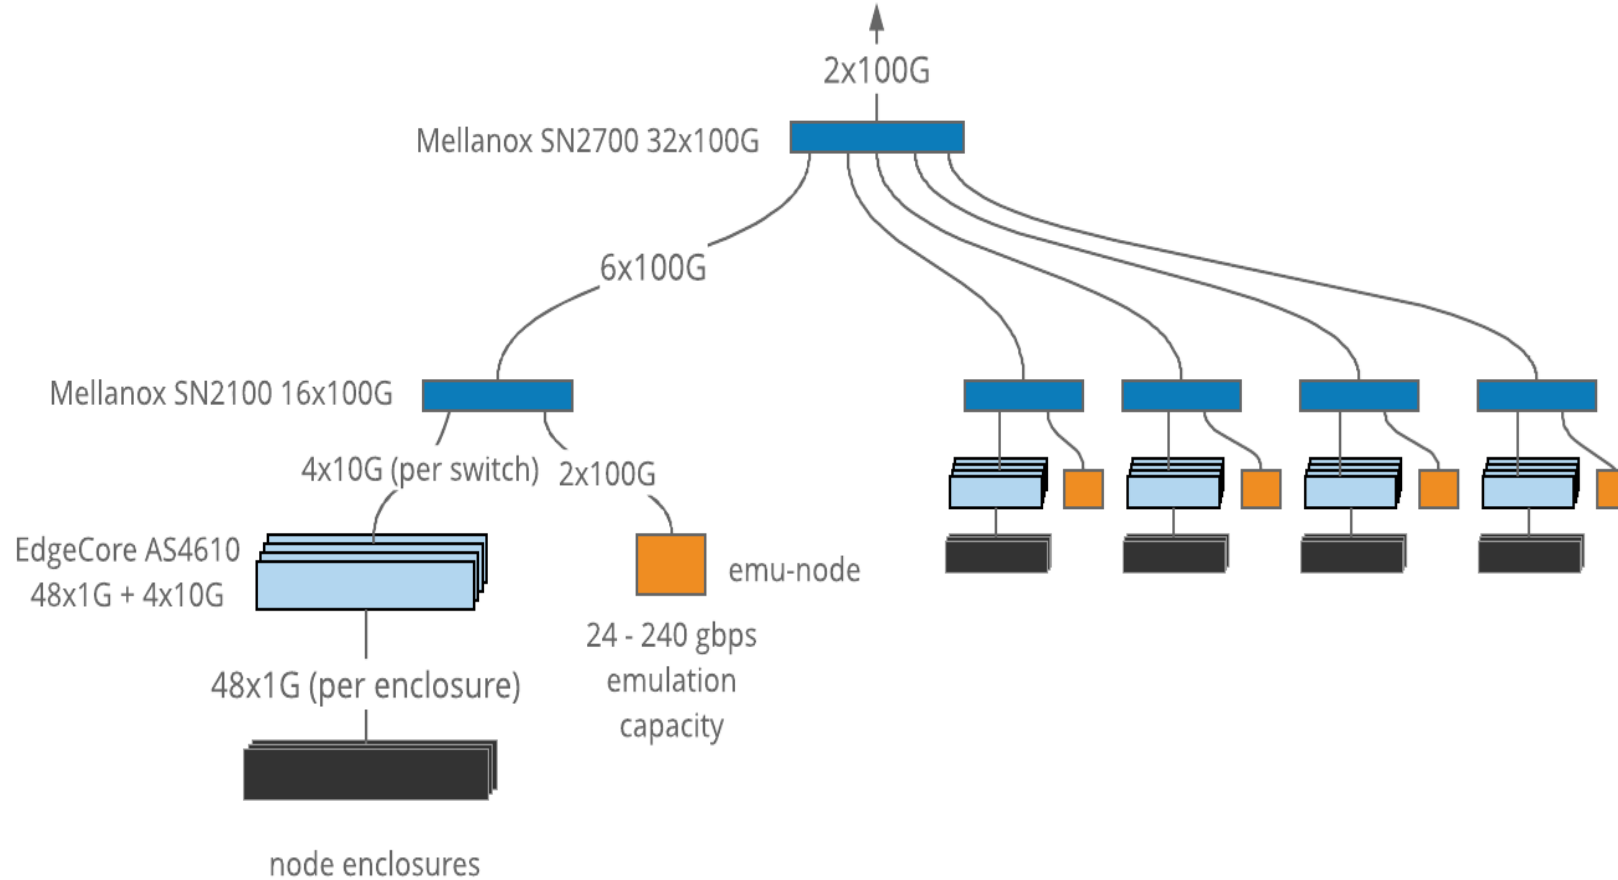 2x100G
Mellanox SN2700 32x100G
6x100G
Mellanox SN2100 16x100G
4x10G (per switch)
2x100G
EdgeCore AS4610
48x1G + 4x10G
emu-node
24 - 240 gbps
emulation
capacity
48x1G (per enclosure)
node enclosures